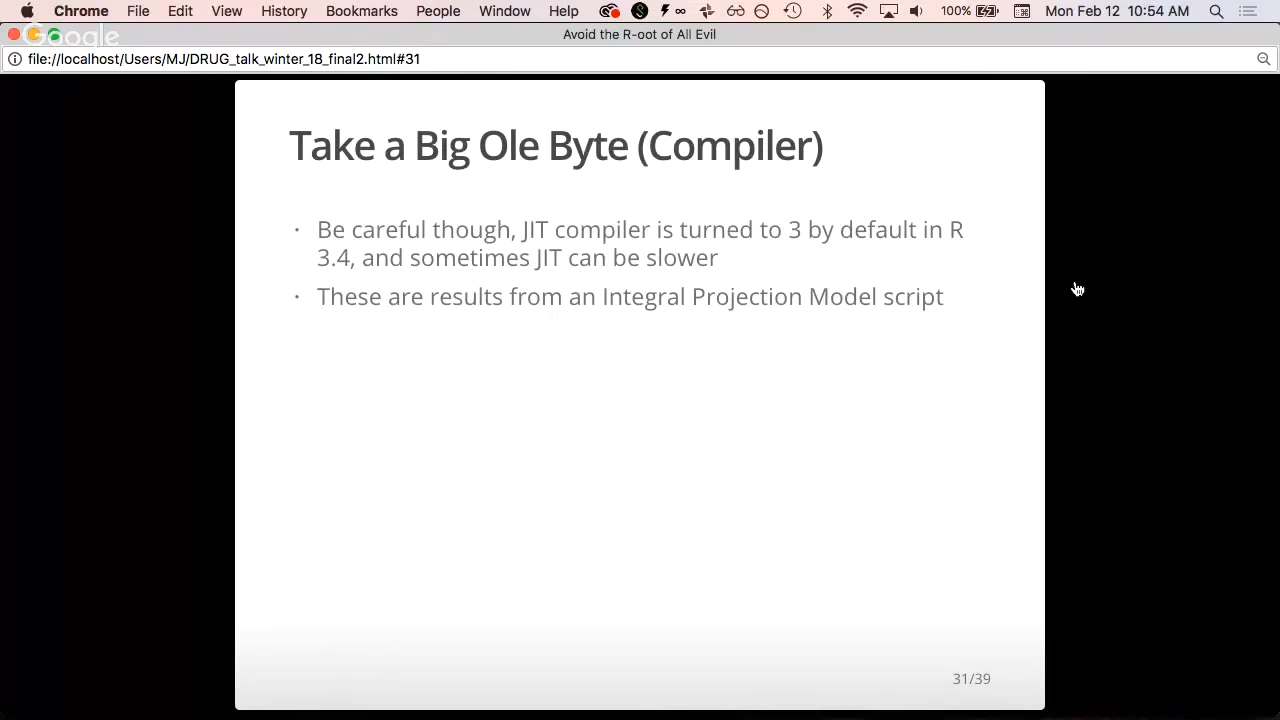 Chrome File Edit View History Bookmarks People Window Help 100% Mon Feb 12 10:54 AM
Google
Avoid the R-oot of All Evil
file://localhost/Users/MJ/DRUG_talk_winter_18_final2.html#31
Take a Big Ole Byte (Compiler)
· Be careful though, JIT compiler is turned to 3 by default in R
3.4, and sometimes JIT can be slower
· These are results from an Integral Projection Model script
31/39